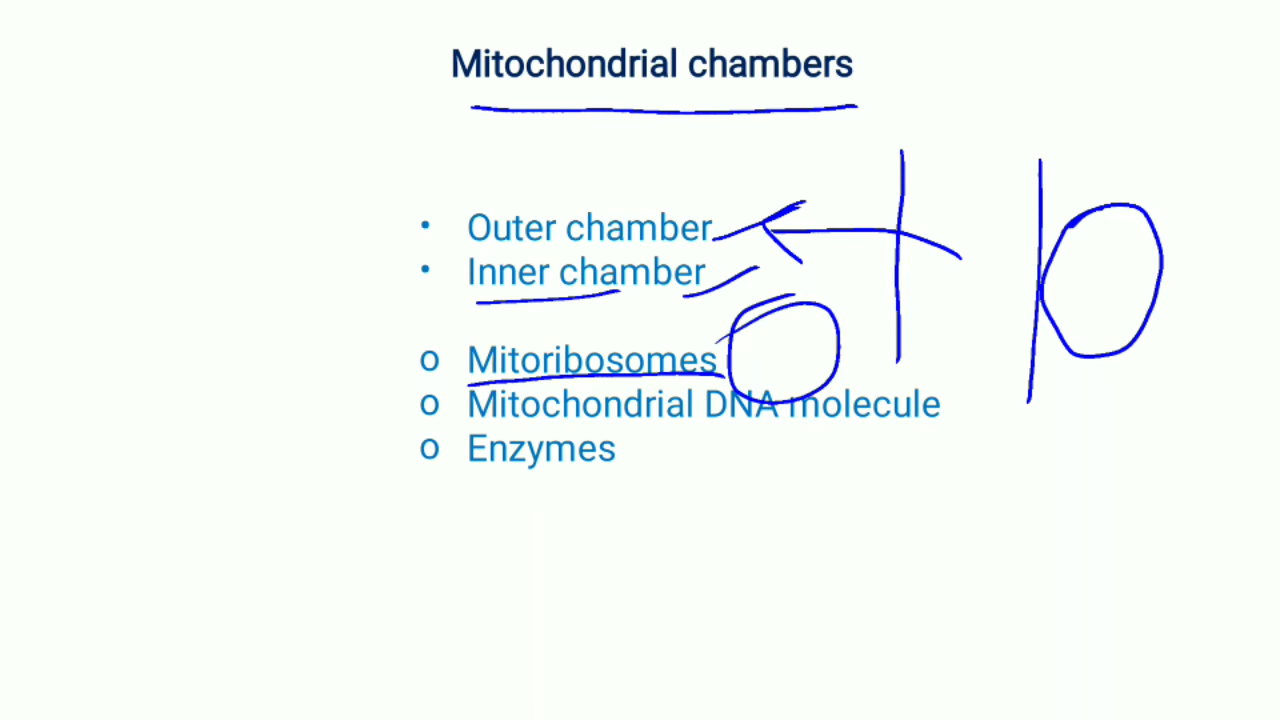 Mitochondrial chambers
• Outer chamber
• Inner chamber
o Mitoribosomes
o Mitochondrial DNA molecule
o Enzymes